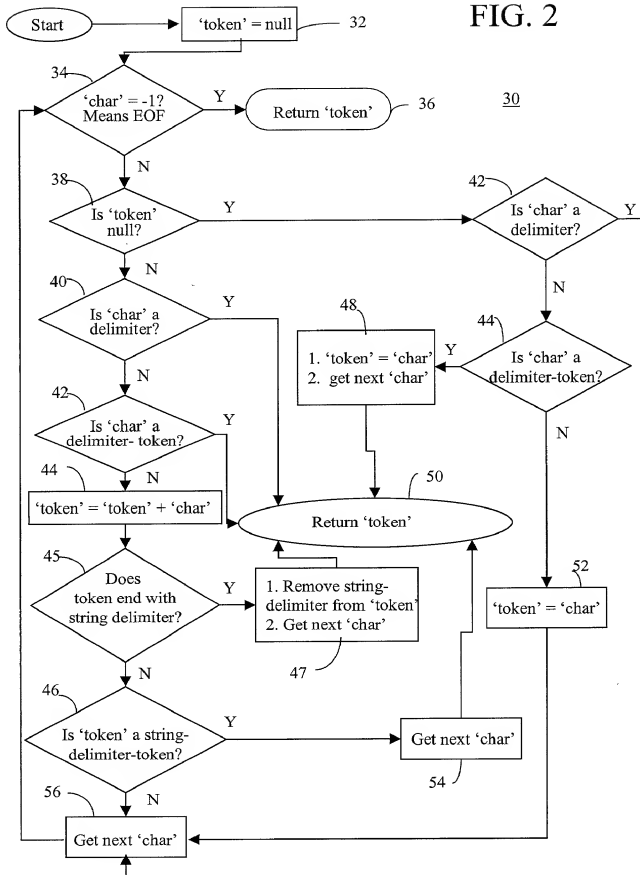 FIG. 2
Start
'token' = null
32
34
'char' = -1?
Means EOF
Y
Return 'token'
36
30
N
38
Is 'token'
null?
Y
42
Is 'char' a
delimiter?
Y
N
N
40
Is 'char' a
delimiter?
Y
48
1. 'token' = 'char'
2. get next 'char'
Y
44
Is 'char' a
delimiter-token?
N
N
42
Is 'char' a
delimiter- token?
Y
N
44
'token' = 'token' + 'char'
50
Return 'token'
45
Does
token end with
string delimiter?
Y
1. Remove string-
delimiter from 'token'
2. Get next 'char'
47
52
'token' = 'char'
N
46
Is 'token' a string-
delimiter-token?
Y
Get next 'char'
54
N
56
Get next 'char'